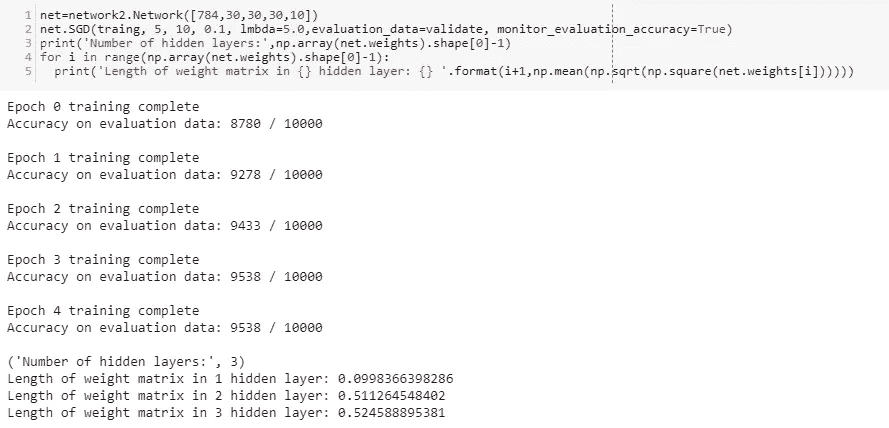 1 net=network2.Network([784,30,30,30,10])
2 net.SGD(traing, 5, 10, 0.1, lmbda=5.0,evaluation_data=validate, monitor_evaluation_accuracy=True)
3 print('Number of hidden layers:',np.array(net.weights).shape[0]-1)
4 for i in range(np.array(net.weights).shape[0]-1):
5   print('Length of weight matrix in {} hidden layer: {} '.format(i+1,np.mean(np.sqrt(np.square(net.weights[i])))))
Epoch 0 training complete
Accuracy on evaluation data: 8780 / 10000
Epoch 1 training complete
Accuracy on evaluation data: 9278 / 10000
Epoch 2 training complete
Accuracy on evaluation data: 9433 / 10000
Epoch 3 training complete
Accuracy on evaluation data: 9538 / 10000
Epoch 4 training complete
Accuracy on evaluation data: 9538 / 10000
('Number of hidden layers:', 3)
Length of weight matrix in 1 hidden layer: 0.0998366398286
Length of weight matrix in 2 hidden layer: 0.511264548402
Length of weight matrix in 3 hidden layer: 0.524588895381